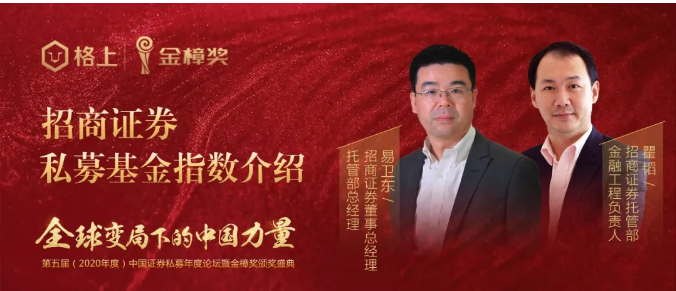 格上
金樟奖
招商证券
私募基金指数介绍
全球变局下的中国力量
第五届（2020年度）中国证券私募年度论坛暨金樟奖颁奖盛典
易卫东/
招商证券董事总经理
托管部总经理
瞿韬/
招商证券托管部
金融工程负责人